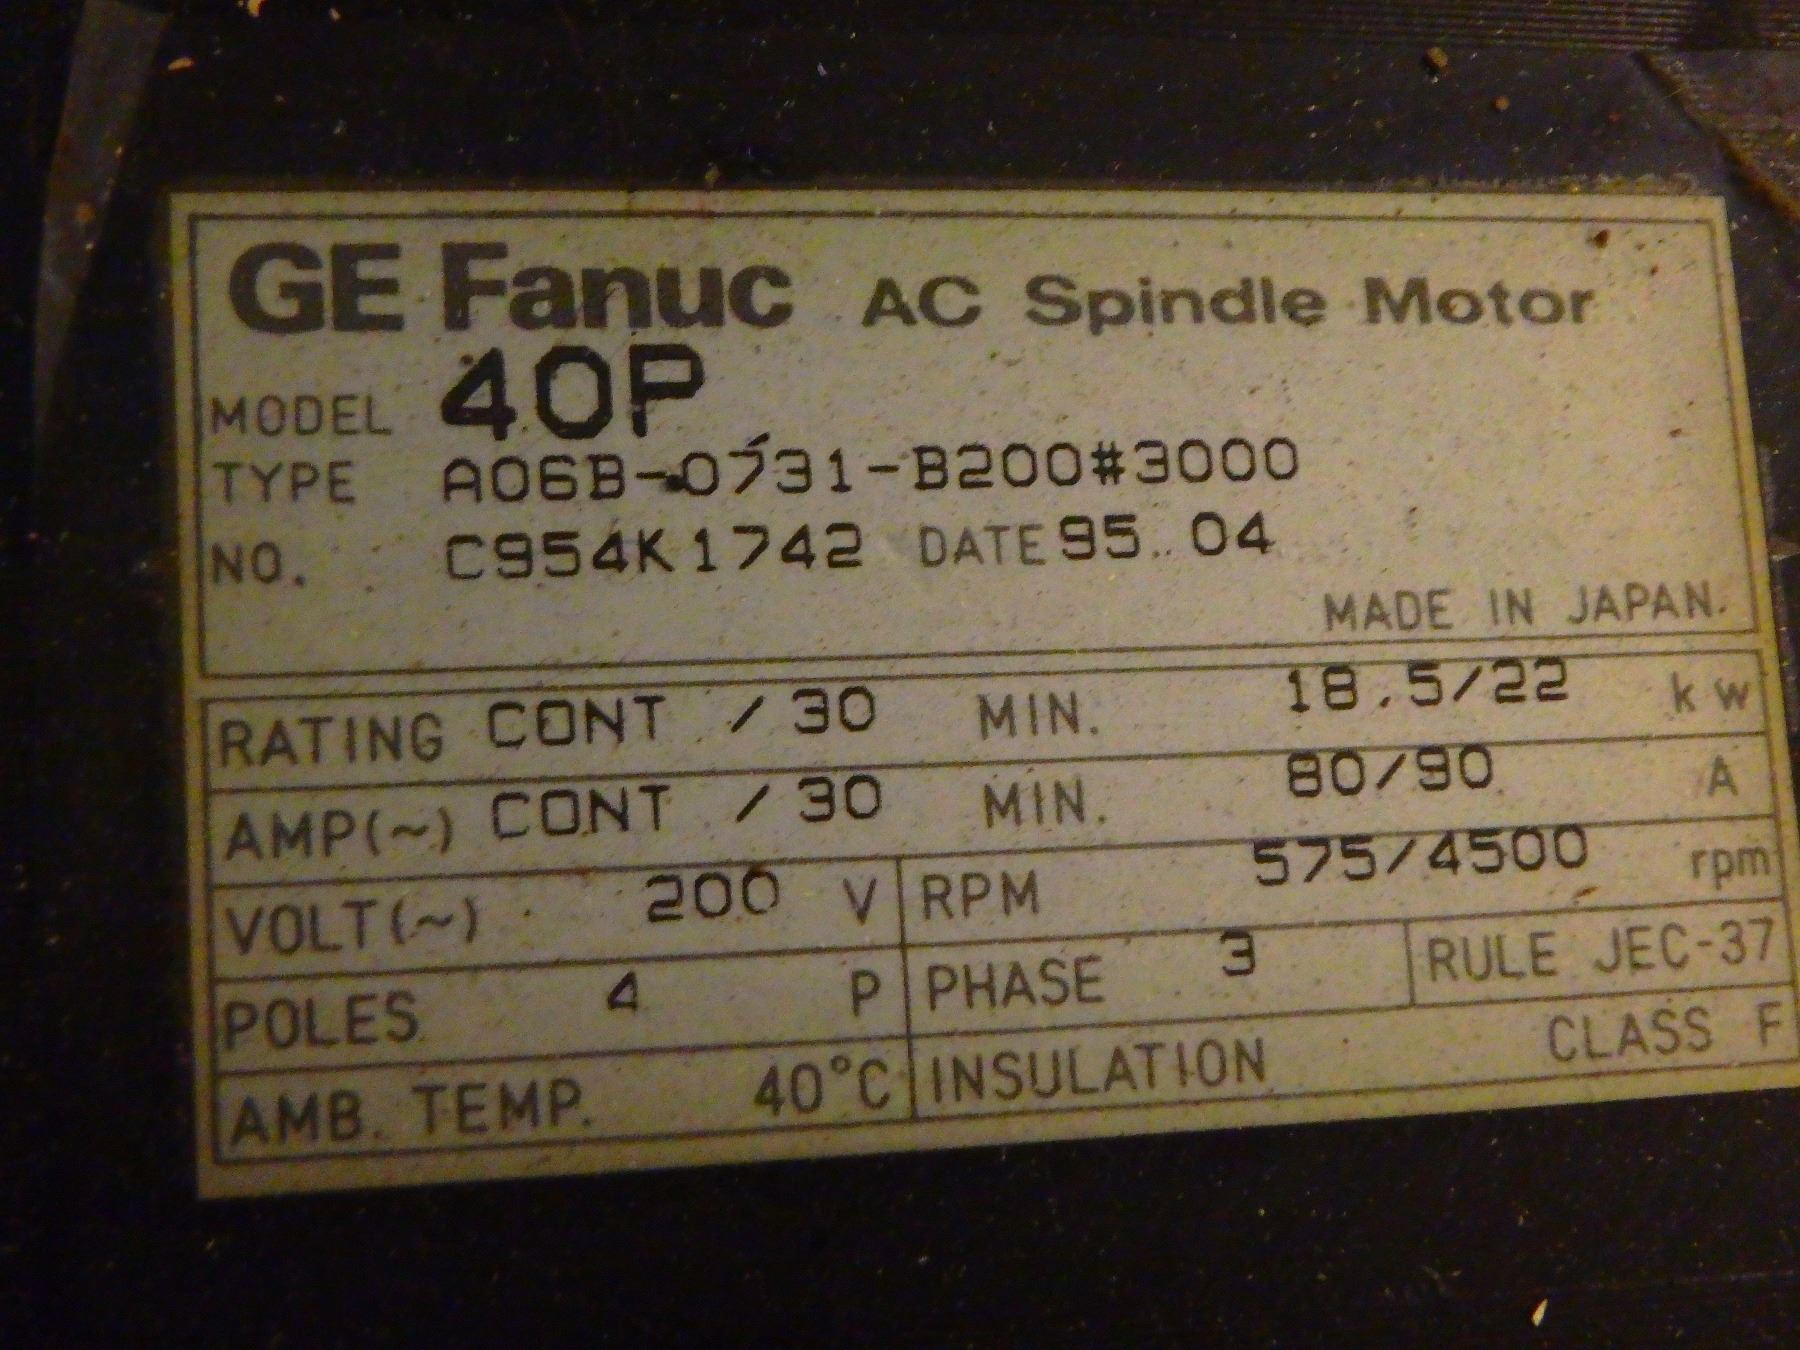 GE Fanuc AC Spindle Motor
MODEL 40P
TYPE A06B-0731-B200#3000
NO. C954K1742 DATE 95. 04
MADE IN JAPAN.
RATING CONT / 30 MIN. 18.5/22 kw
AMP(~) CONT / 30 MIN. 80/90 A
VOLT(~) 200 V RPM 575/4500 rpm
POLES 4 P PHASE 3 RULE JEC-37
AMB. TEMP. 40°C INSULATION CLASS F